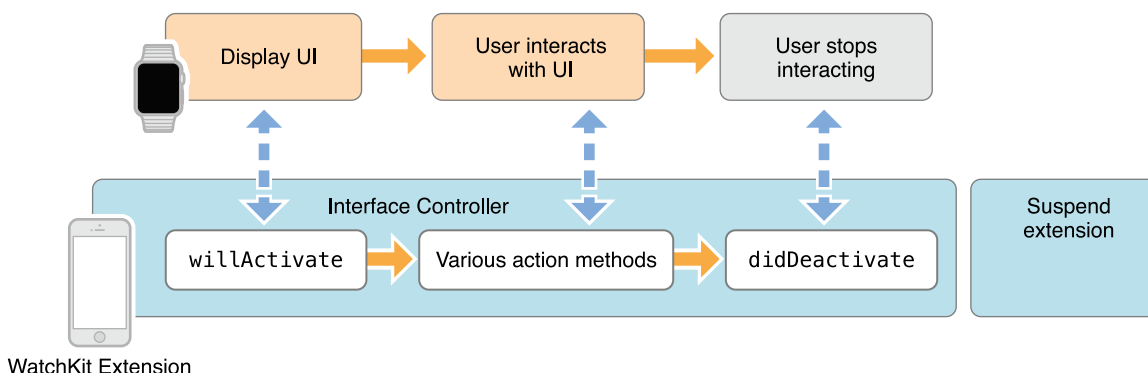 Display UI
User interacts
with UI
User stops
interacting
Interface Controller
Suspend
extension
willActivate
Various action methods
didDeactivate
WatchKit Extension